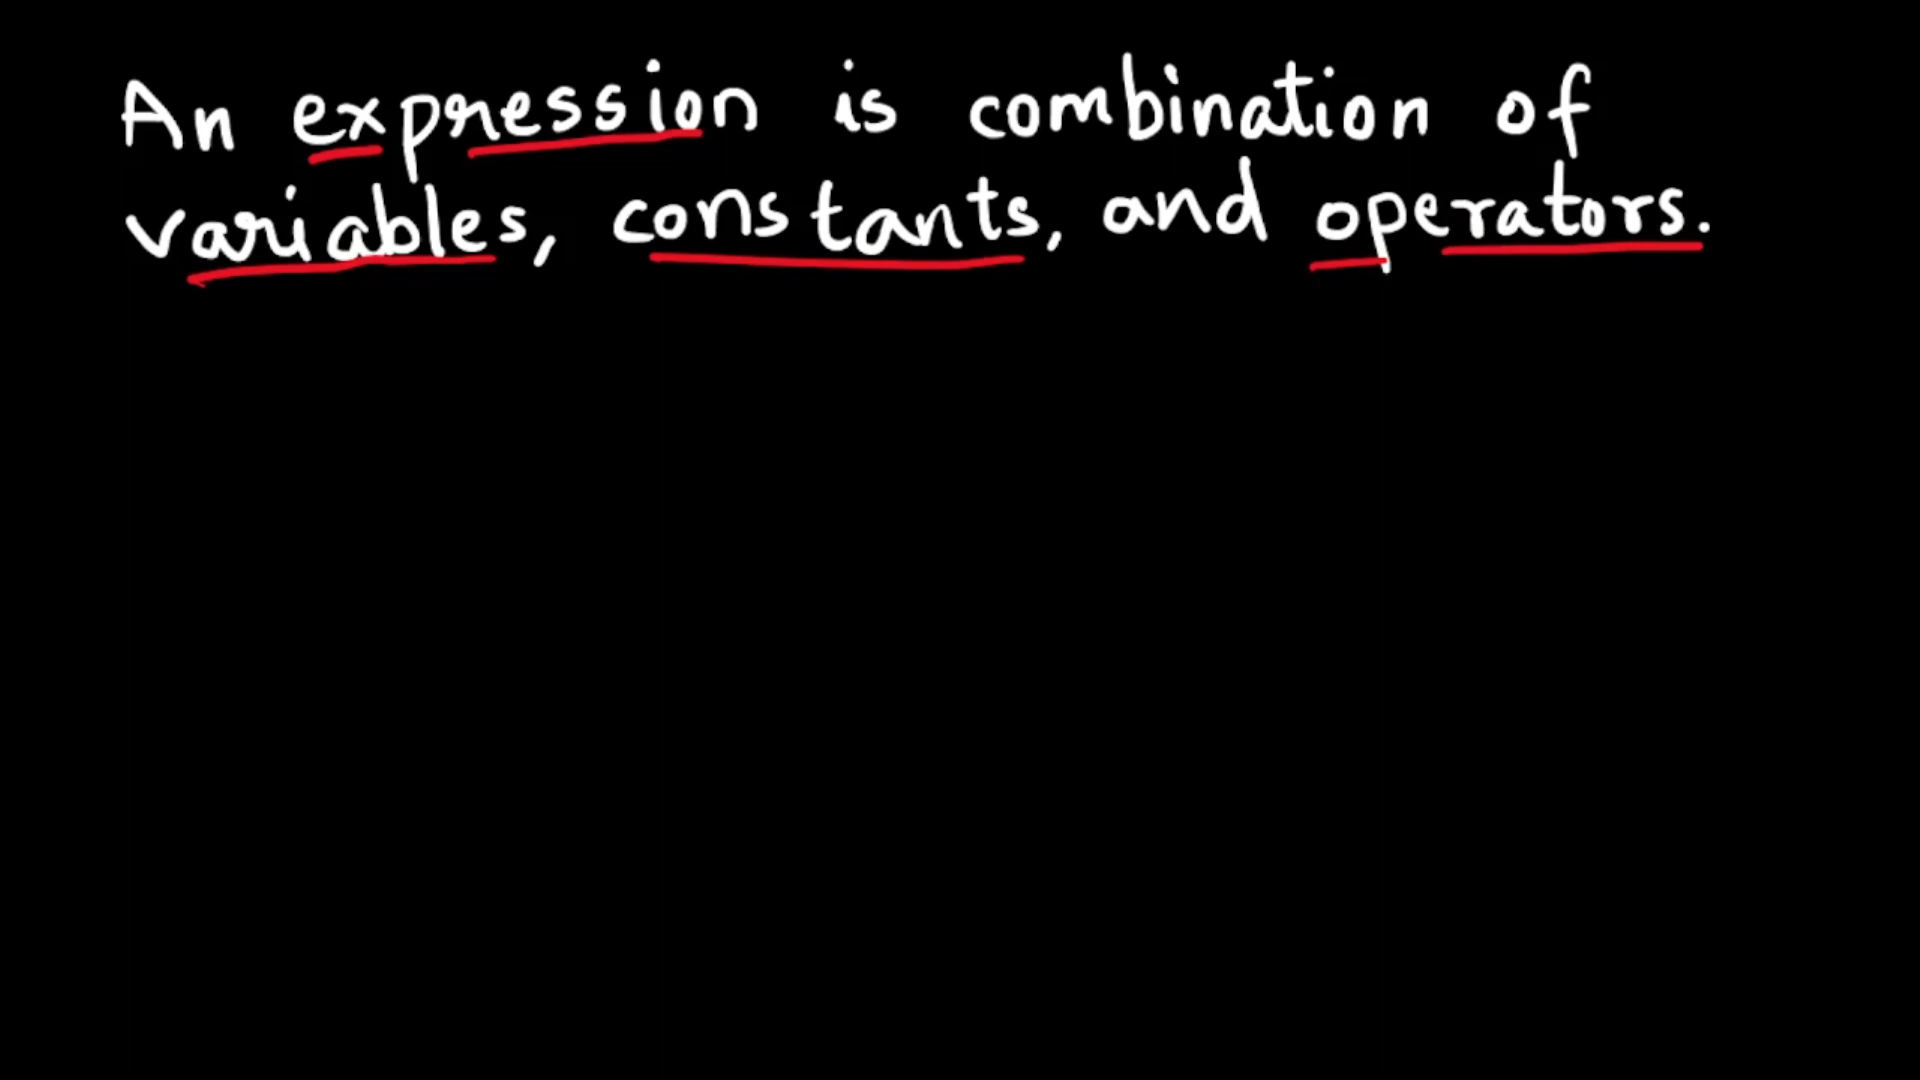 An expression is combination of
variables, constants, and operators.